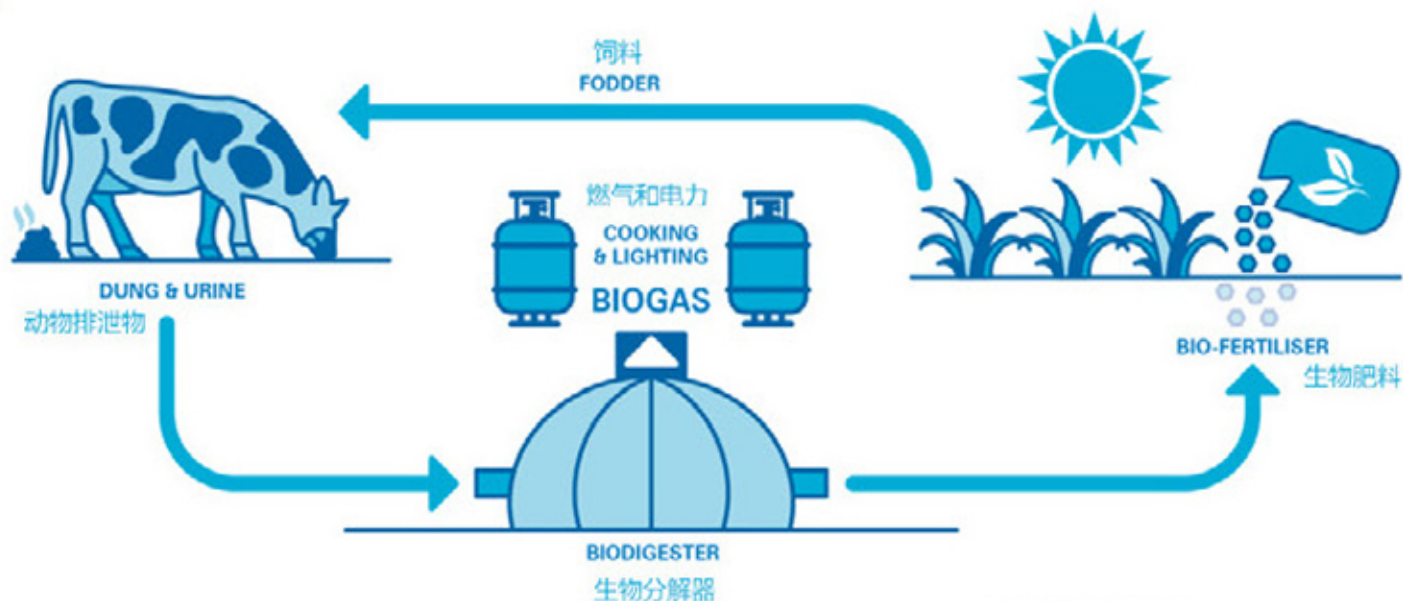 饲料
FODDER
燃气和电力
COOKING
& LIGHTING
BIOGAS
DUNG & URINE
动物排泄物
BIO-FERTILISER
生物肥料
BIODIGESTER
生物分解器